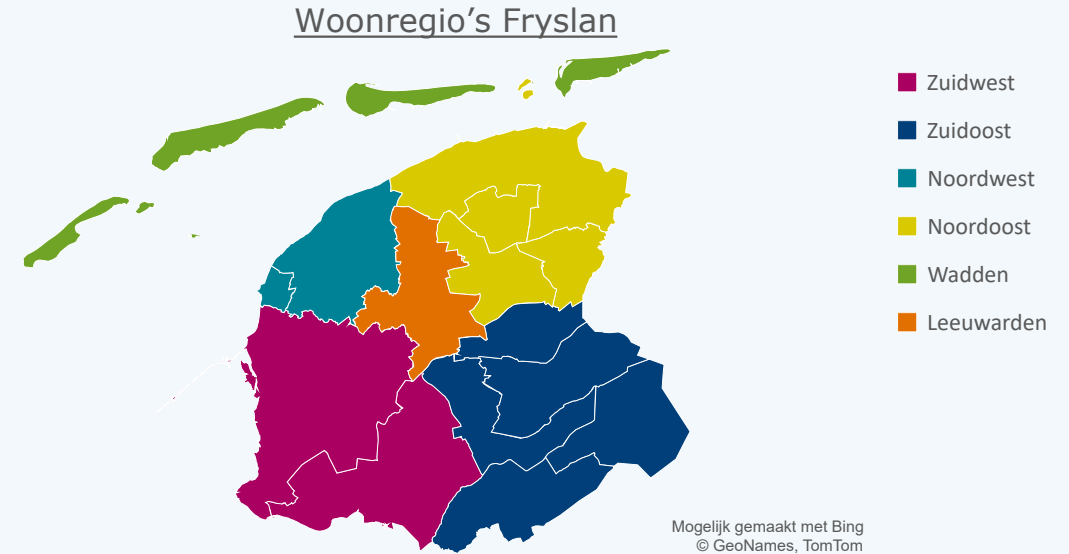 Woonregio's Fryslan
Zuidwest
Zuidoost
Noordwest
Noordoost
Wadden
Leeuwarden
Mogelijk gemaakt met Bing
© GeoNames, TomTom